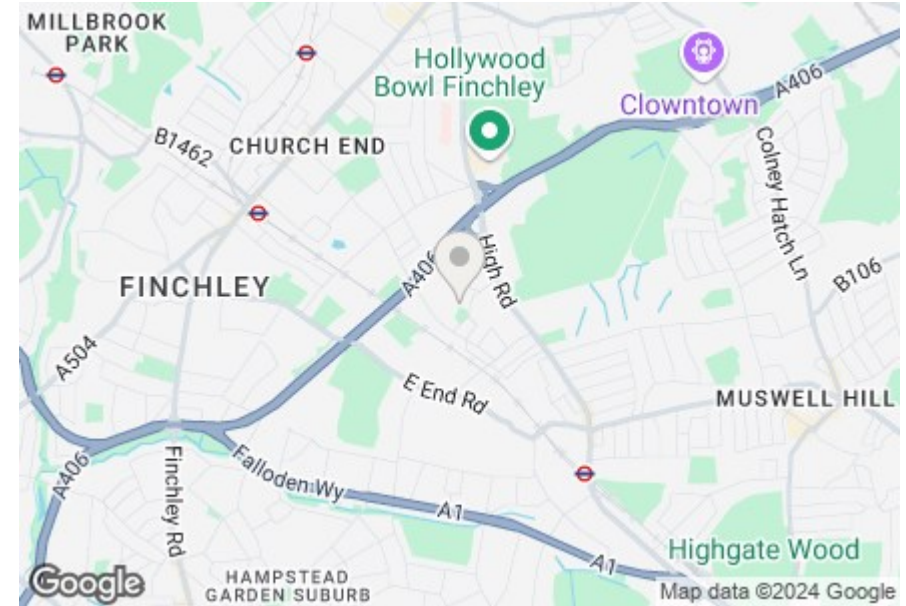 MILLBROOK
PARK
Hollywood
Bowl Finchley
Clowntown
A406
B1462
CHURCH END
Colney Hatch Ln
High Rd
A406
B106
FINCHLEY
A504
E End Rd
MUSWELL HILL
A406
Finchley Rd
Falloden Wy
A1
A1
Highgate Wood
HAMPSTEAD
GARDEN SUBURB
Google
Map data ©2024 Google